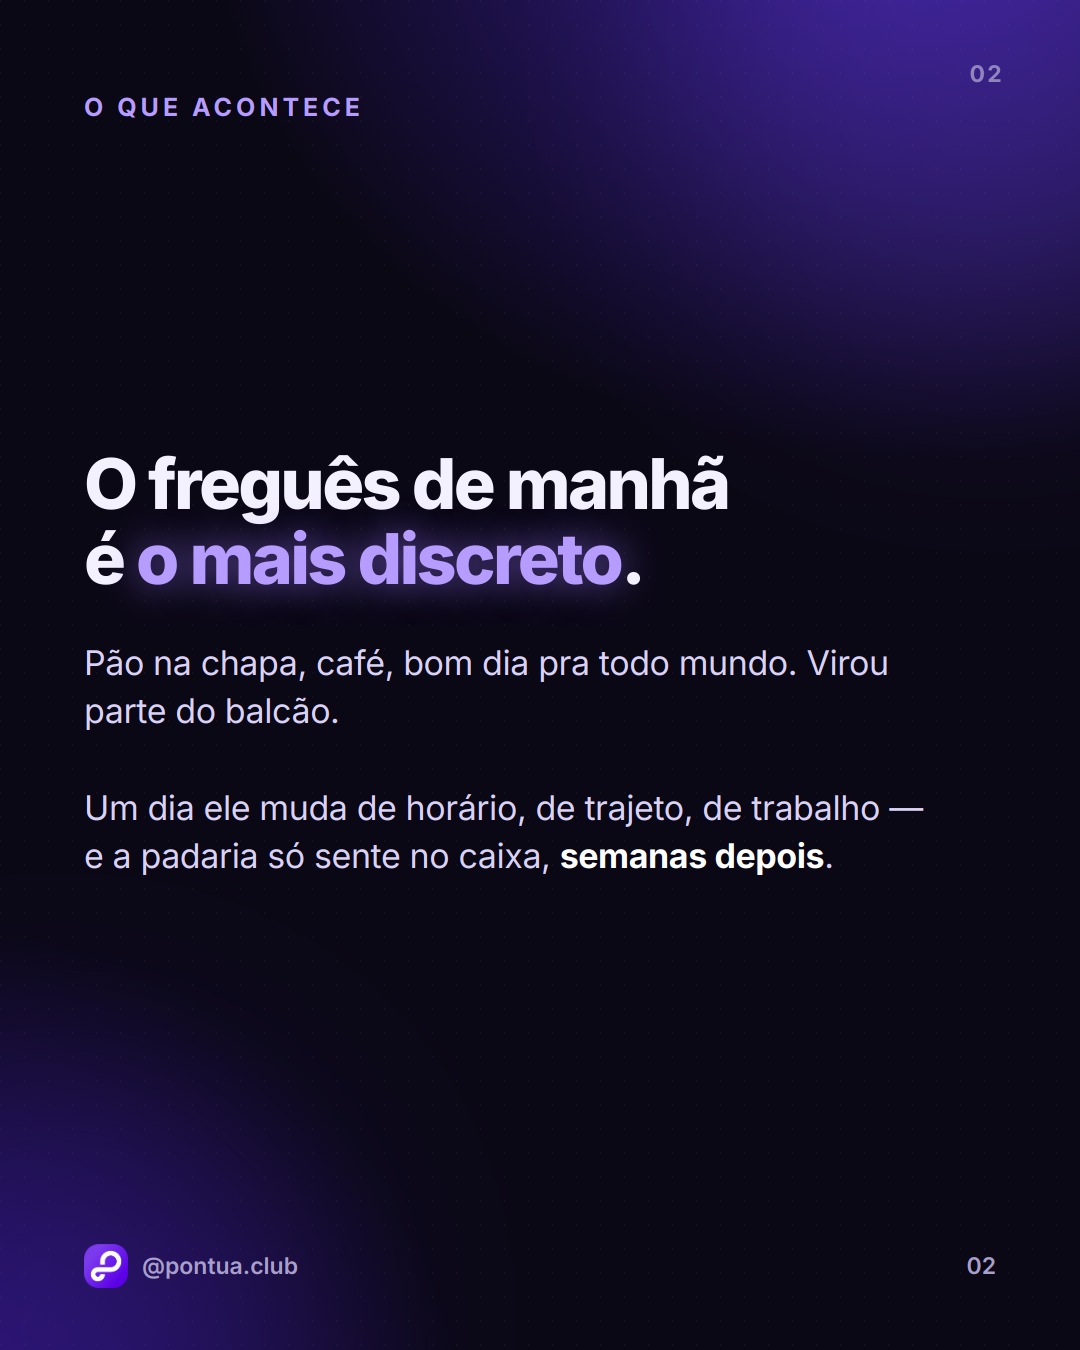 O QUE ACONTECE
02
O freguês de manhã
é o mais discreto.
Pão na chapa, café, bom dia pra todo mundo. Virou
parte do balcão.
Um dia ele muda de horário, de trajeto, de trabalho —
e a padaria só sente no caixa, semanas depois.
@pontua.club
02